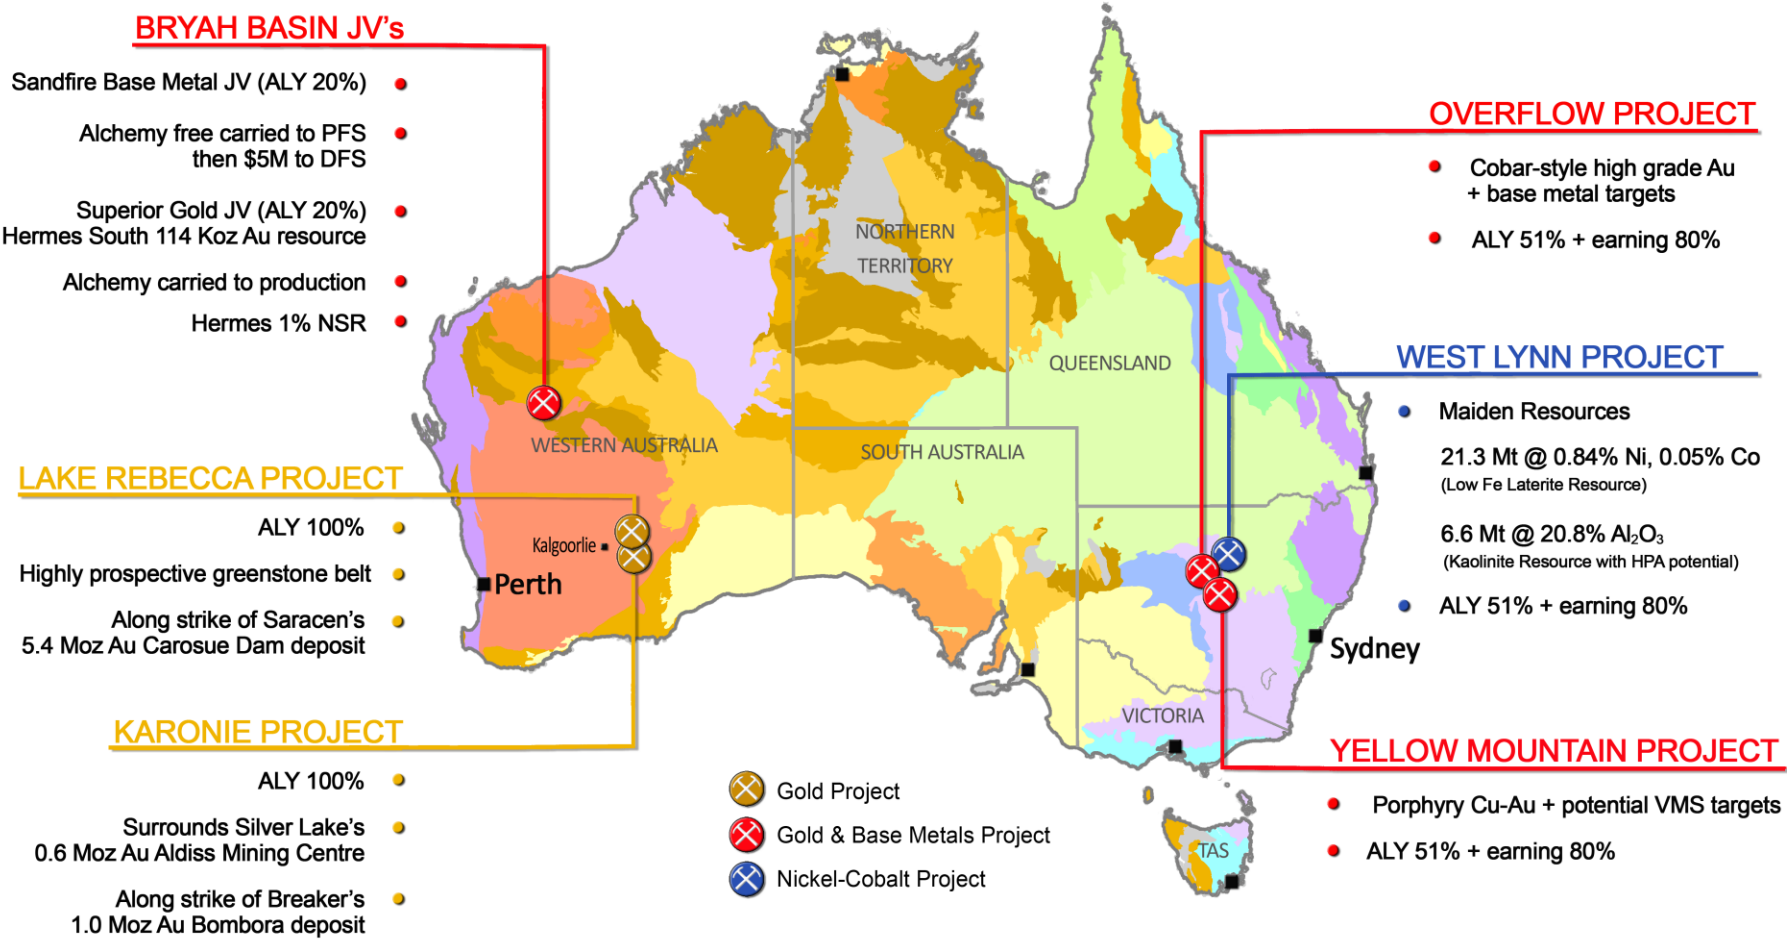 BRYAH BASIN JV's
Sandfire Base Metal JV (ALY 20%)
Alchemy free carried to PFS
then $5M to DFS
Superior Gold JV (ALY 20%)
Hermes South 114 Koz Au resource
Alchemy carried to production
Hermes 1% NSR
LAKE REBECCA PROJECT
ALY 100%
Highly prospective greenstone belt
Along strike of Saracen's
5.4 Moz Au Carosue Dam deposit
KARONIE PROJECT
ALY 100%
Surrounds Silver Lake's
0.6 Moz Au Aldiss Mining Centre
Along strike of Breaker's
1.0 Moz Au Bombora deposit
NORTHERN
TERRITORY
QUEENSLAND
WESTERN AUSTRALIA
SOUTH AUSTRALIA
Kalgoorlie
Perth
Sydney
VICTORIA
TAS
Gold Project
Gold & Base Metals Project
Nickel-Cobalt Project
OVERFLOW PROJECT
Cobar-style high grade Au
+ base metal targets
ALY 51% + earning 80%
WEST LYNN PROJECT
Maiden Resources
21.3 Mt @ 0.84% Ni, 0.05% Co
(Low Fe Laterite Resource)
6.6 Mt @ 20.8% Al₂O₃
(Kaolinite Resource with HPA potential)
ALY 51% + earning 80%
YELLOW MOUNTAIN PROJECT
Porphyry Cu-Au + potential VMS targets
ALY 51% + earning 80%